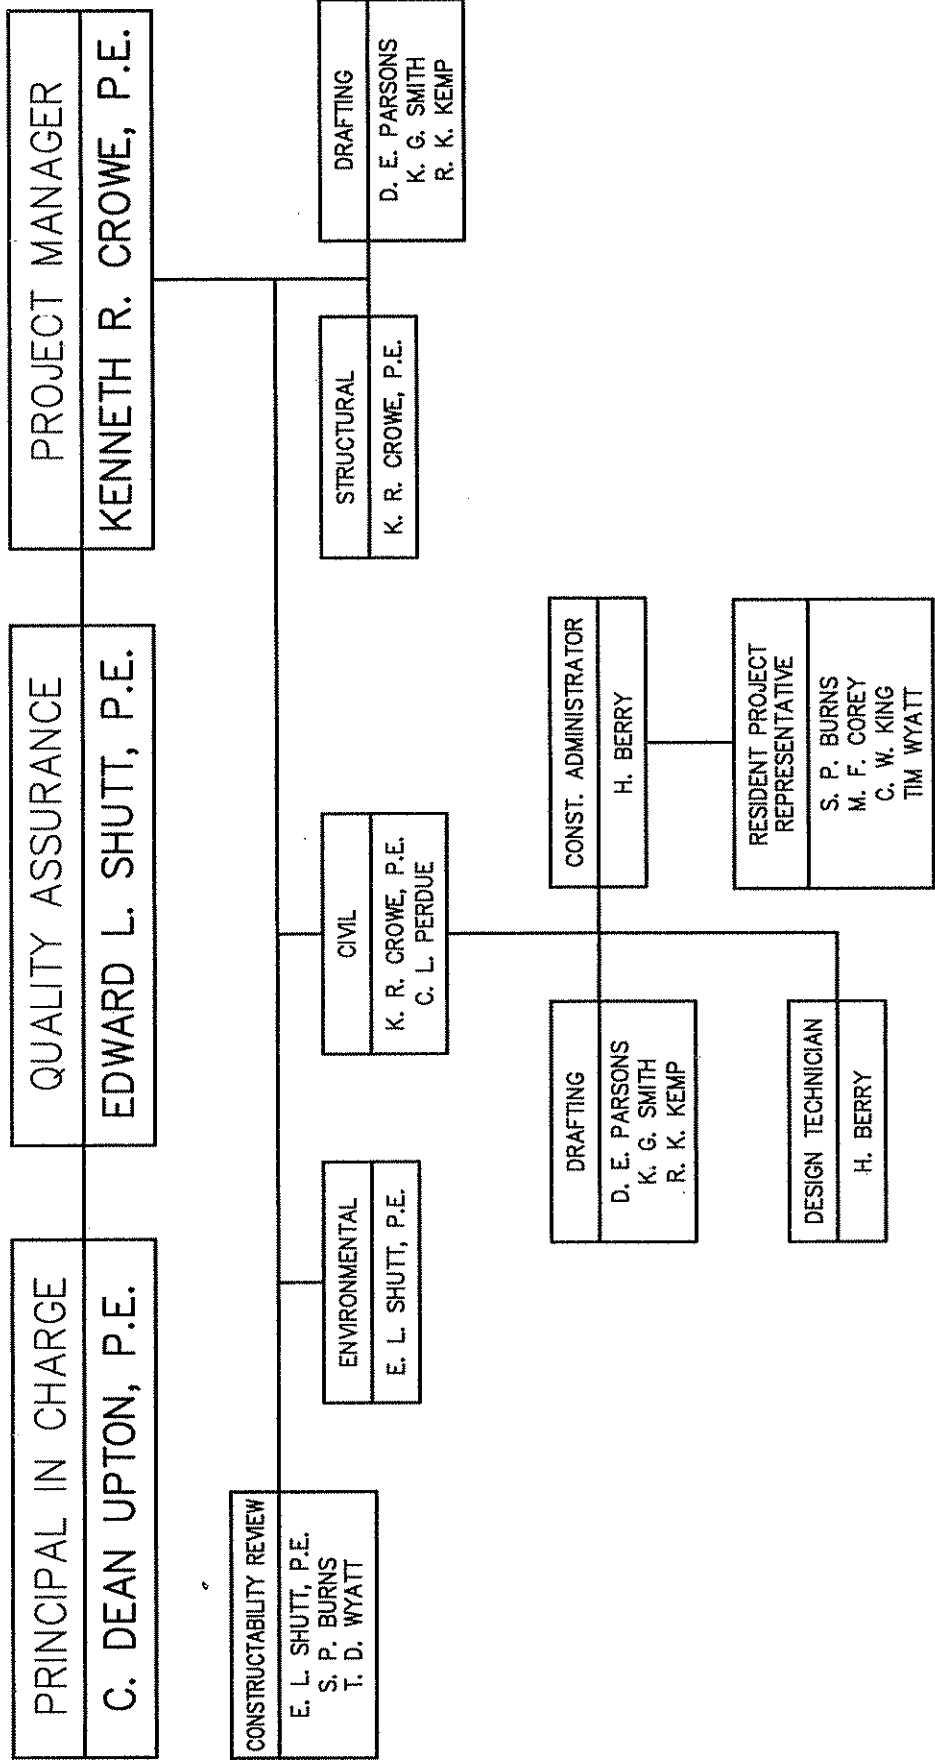 PRINCIPAL IN CHARGE
C. DEAN UPTON, P.E.
QUALITY ASSURANCE
EDWARD L. SHUTT, P.E.
PROJECT MANAGER
KENNETH R. CROWE, P.E.
CONSTRUCTABILITY REVIEW
E. L. SHUTT, P.E.
S. P. BURNS
T. D. WYATT
ENVIRONMENTAL
E. L. SHUTT, P.E.
CIVIL
K. R. CROWE, P.E.
C. L. PERDUE
STRUCTURAL
K. R. CROWE, P.E.
DRAFTING
D. E. PARSONS
K. G. SMITH
R. K. KEMP
DRAFTING
D. E. PARSONS
K. G. SMITH
R. K. KEMP
CONST. ADMINISTRATOR
H. BERRY
DESIGN TECHNICIAN
H. BERRY
RESIDENT PROJECT
REPRESENTATIVE
S. P. BURNS
M. F. COREY
C. W. KING
TIM WYATT